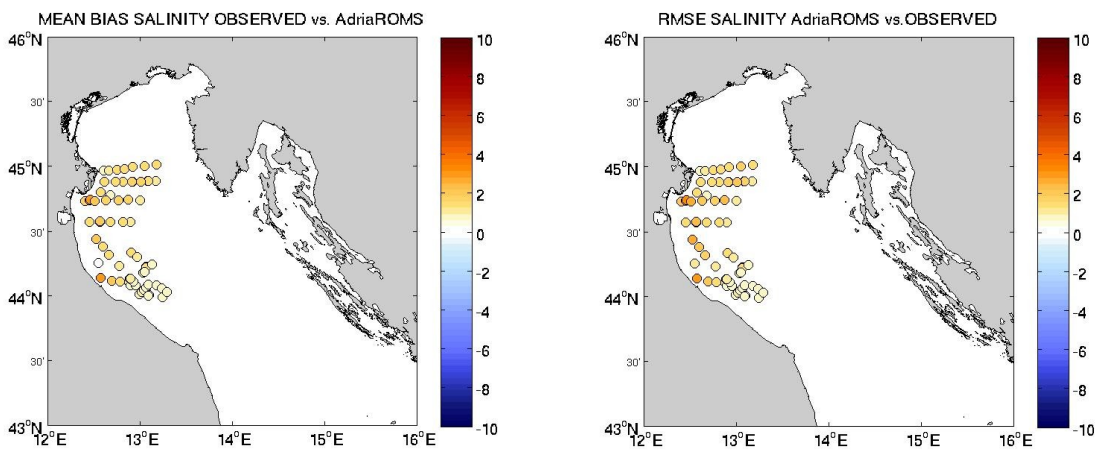 MEAN BIAS SALINITY OBSERVED vs. AdriaROMS
46°N
30'
45°N
30'
44°N
30'
43°N
12°E
13°E
14°E
15°E
16°E
10
8
6
4
2
0
-2
-4
-6
-8
-10
RMSE SALINITY AdriaROMS vs.OBSERVED
46°N
30'
45°N
30'
44°N
30'
43°N
12°E
13°E
14°E
15°E
16°E
10
8
6
4
2
0
-2
-4
-6
-8
-10